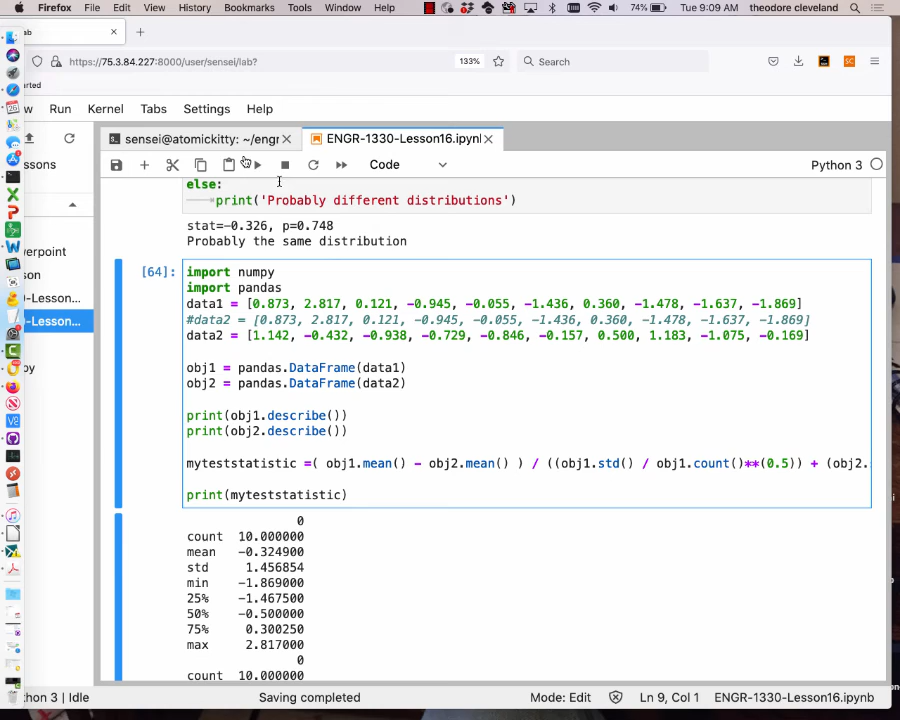 Firefox File Edit View History Bookmarks Tools Window Help 74% Tue 9:09 AM theodore cleveland
ab
https://75.3.84.227:8000/user/sensei/lab? 133% Search
arted
w Run Kernel Tabs Settings Help
sensei@atomickitty: ~/engr ENGR-1330-Lesson16.ipynb
ssons
Code Python 3
else:
print('Probably different distributions')
stat=-0.326, p=0.748
Probably the same distribution
verpoint
son
0-Lesson...
0-Lesson...
py
[64]:
import numpy
import pandas
data1 = [0.873, 2.817, 0.121, -0.945, -0.055, -1.436, 0.360, -1.478, -1.637, -1.869]
#data2 = [0.873, 2.817, 0.121, -0.945, -0.055, -1.436, 0.360, -1.478, -1.637, -1.869]
data2 = [1.142, -0.432, -0.938, -0.729, -0.846, -0.157, 0.500, 1.183, -1.075, -0.169]
obj1 = pandas.DataFrame(data1)
obj2 = pandas.DataFrame(data2)
print(obj1.describe())
print(obj2.describe())
myteststatistic =( obj1.mean() - obj2.mean() ) / ((obj1.std() / obj1.count()**(0.5)) + (obj2.
print(myteststatistic)
0
count 10.000000
mean -0.324900
std 1.456854
min -1.869000
25% -1.467500
50% -0.500000
75% 0.300250
max 2.817000
0
count 10.000000
thon 3 | Idle Saving completed Mode: Edit Ln 9, Col 1 ENGR-1330-Lesson16.ipynb